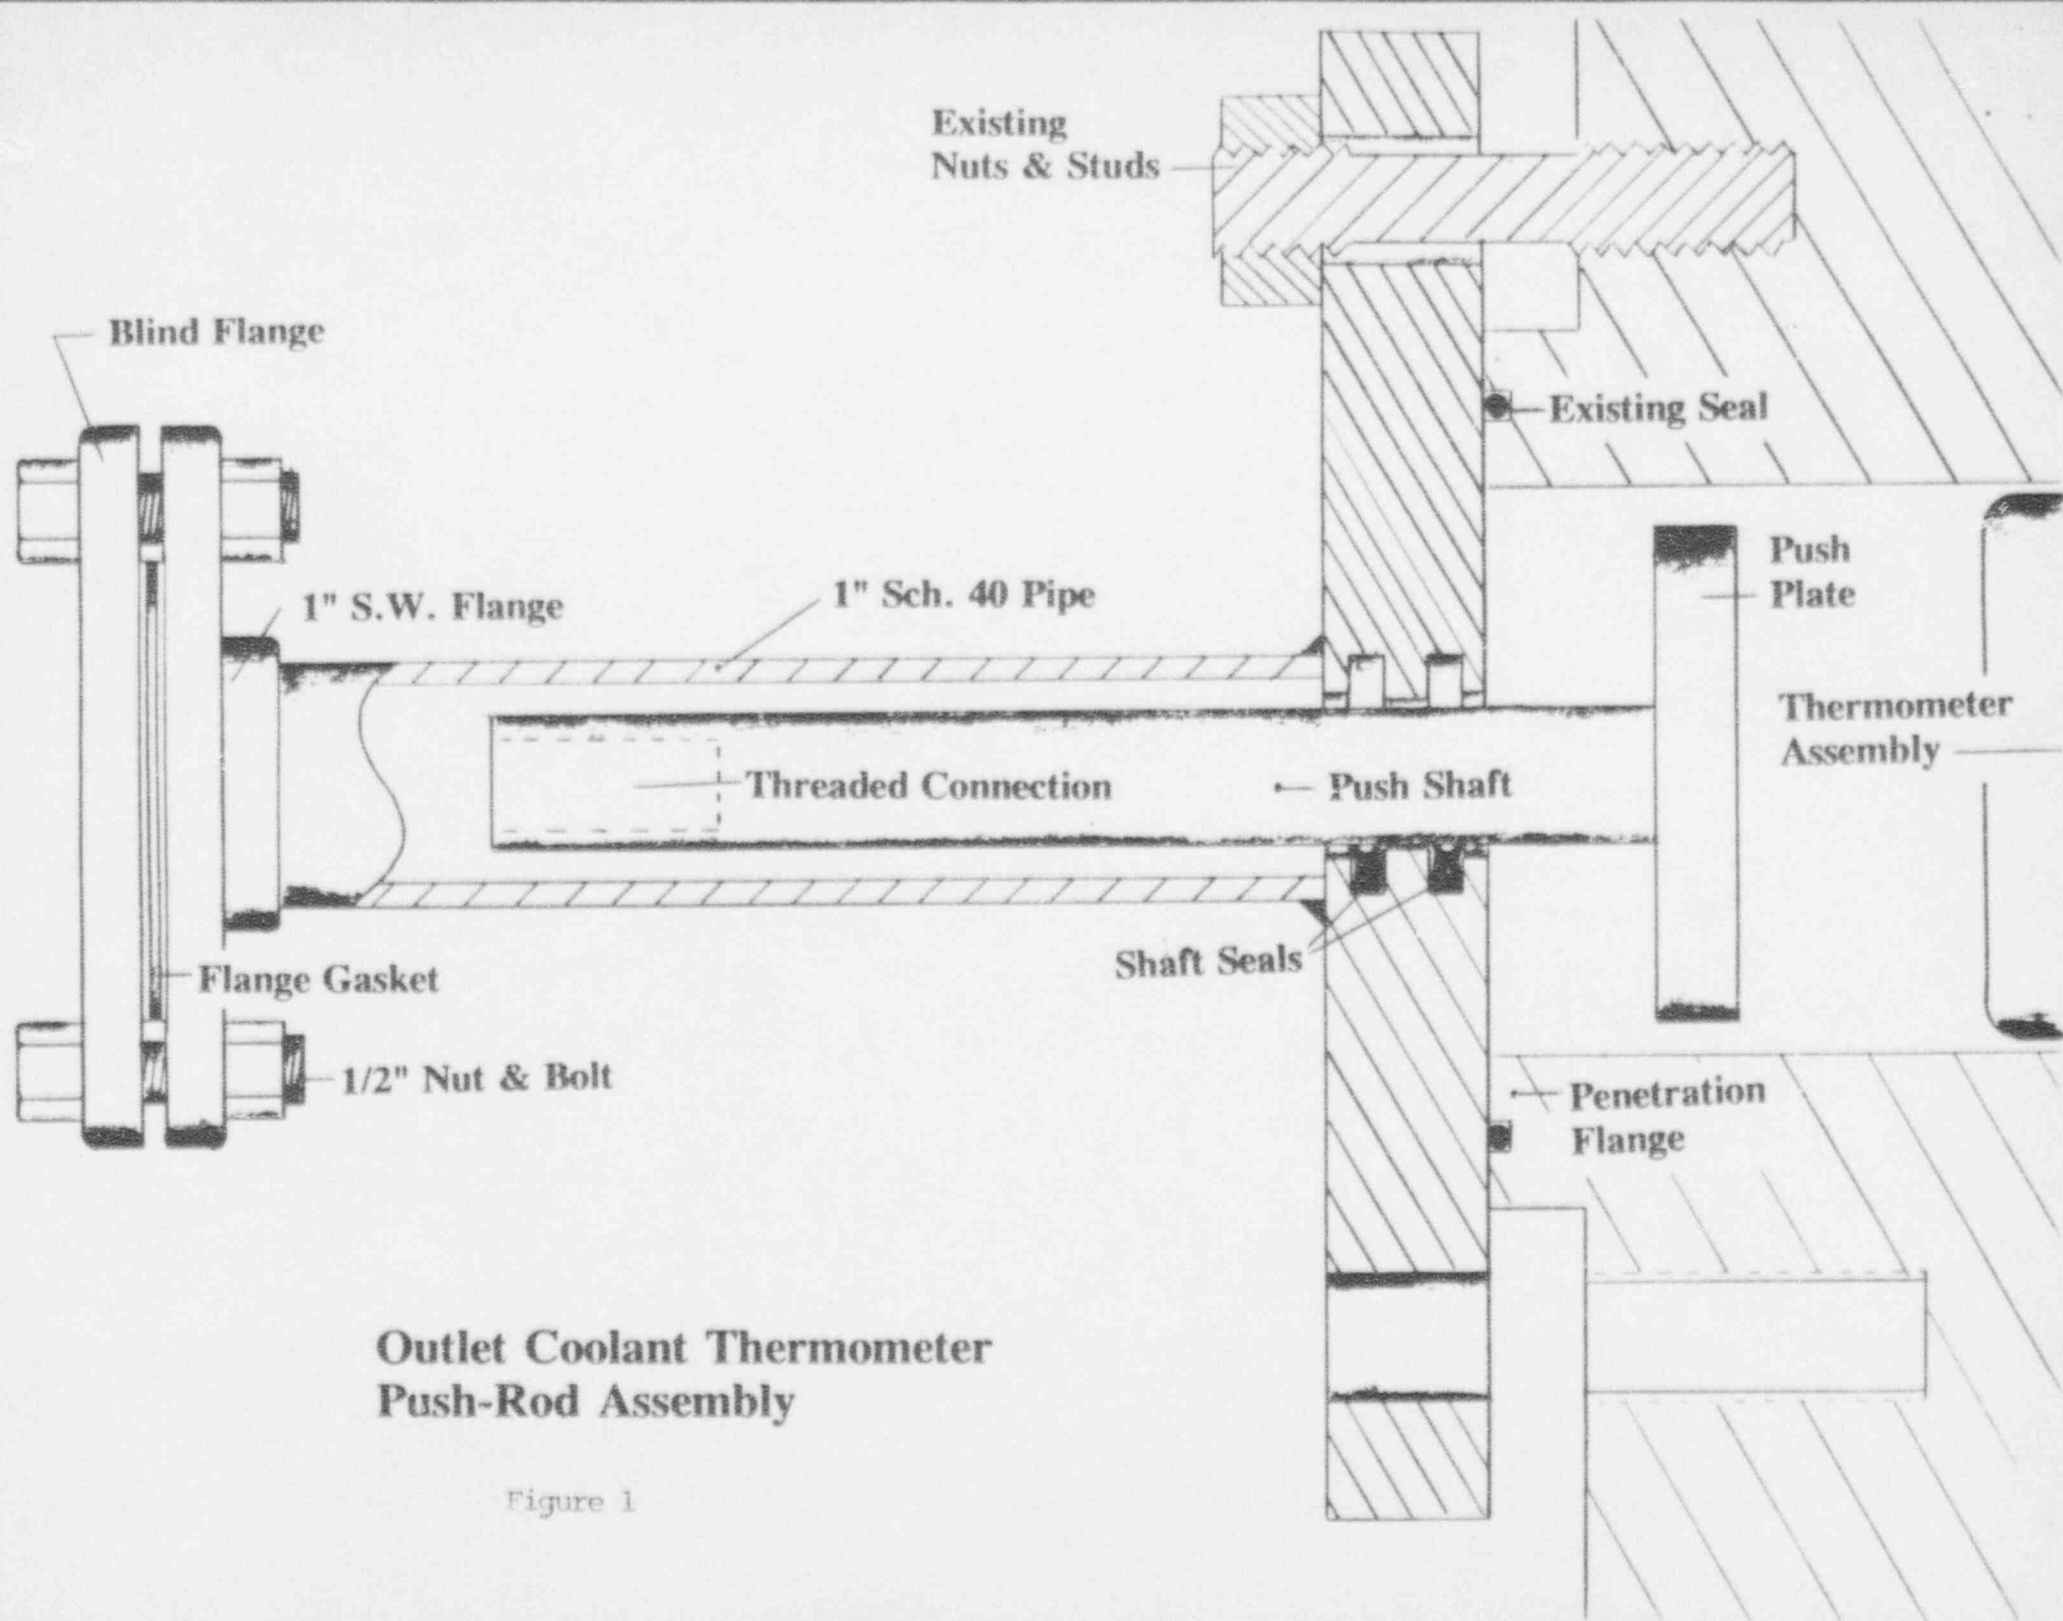 Existing
Nuts & Studs
Blind Flange
Existing Seal
Push
Plate
1" S.W. Flange
1" Sch. 40 Pipe
Thermometer
Assembly
Threaded Connection
Push Shaft
Shaft Seals
Flange Gasket
1/2" Nut & Bolt
Penetration
Flange
Outlet Coolant Thermometer
Push-Rod Assembly
Figure 1